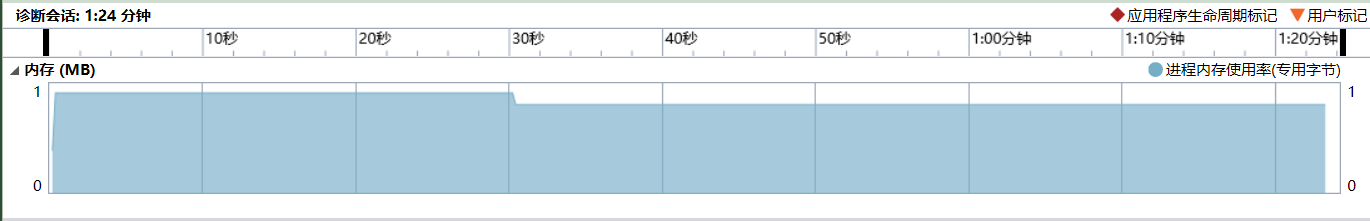 诊断会话: 1:24 分钟 应用程序生命周期标记 用户标记
10秒 20秒 30秒 40秒 50秒 1:00分钟 1:10分钟 1:20分钟
内存 (MB) 进程内存使用率(专用字节)
1 1
0 0